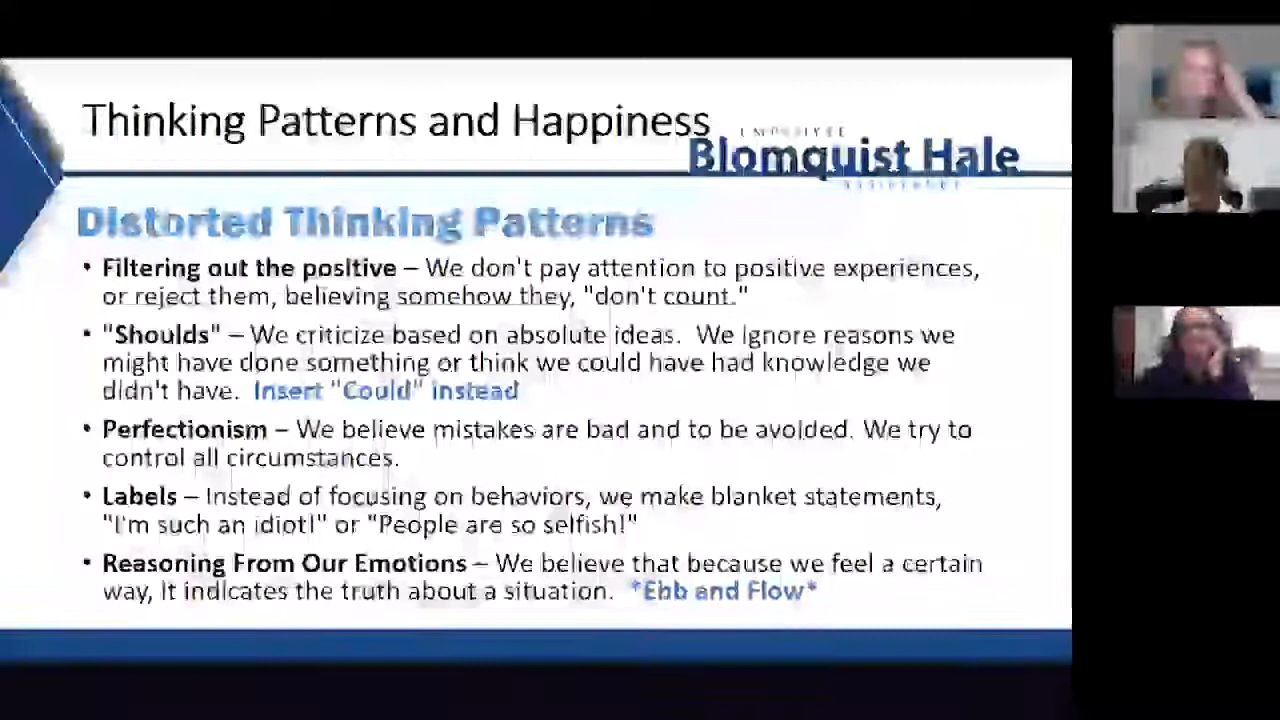 Thinking Patterns and Happiness
EMPLOYEE
Blomquist Hale
ASSISTANCE
Distorted Thinking Patterns
• Filtering out the positive – We don't pay attention to positive experiences,
or reject them, believing somehow they, "don't count."
• "Shoulds" – We criticize based on absolute ideas.  We ignore reasons we
might have done something or think we could have had knowledge we
didn't have.  Insert "Could" instead
• Perfectionism – We believe mistakes are bad and to be avoided. We try to
control all circumstances.
• Labels – Instead of focusing on behaviors, we make blanket statements,
"I'm such an idiot!" or "People are so selfish!"
• Reasoning From Our Emotions – We believe that because we feel a certain
way, it indicates the truth about a situation.  *Ebb and Flow*